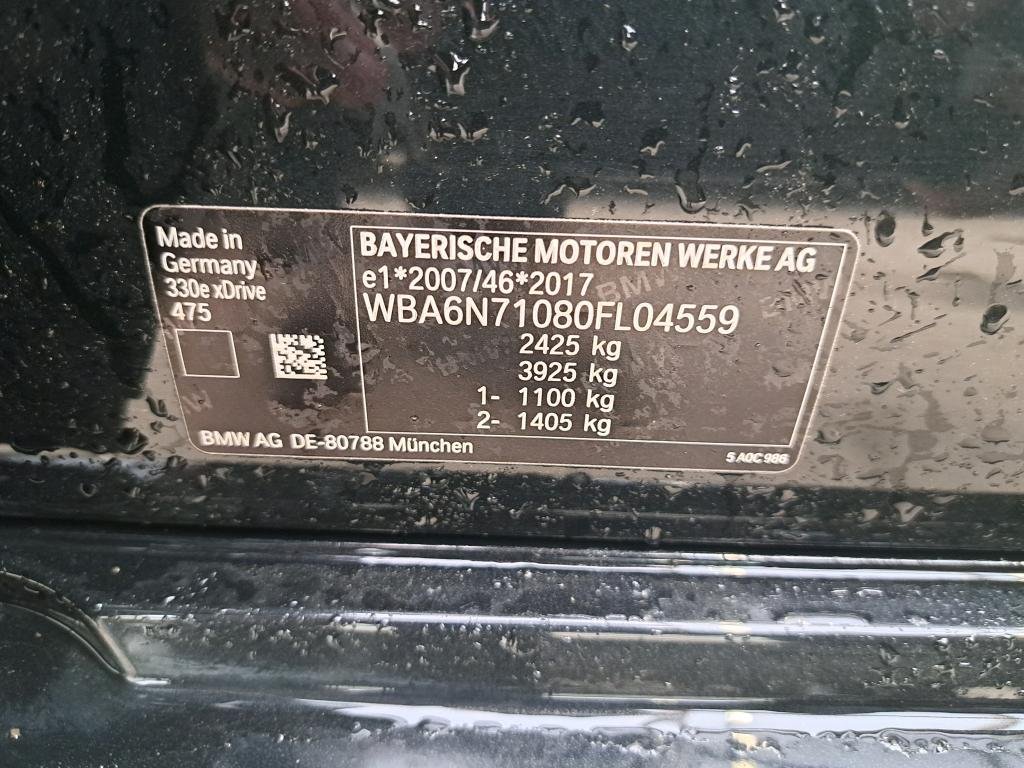 Made in
Germany
330e xDrive
475
BAYERISCHE MOTOREN WERKE AG
e1*2007/46*2017
WBA6N71080FL04559
2425 kg
3925 kg
1- 1100 kg
2- 1405 kg
BMW AG DE-80788 München
5 A0C 986